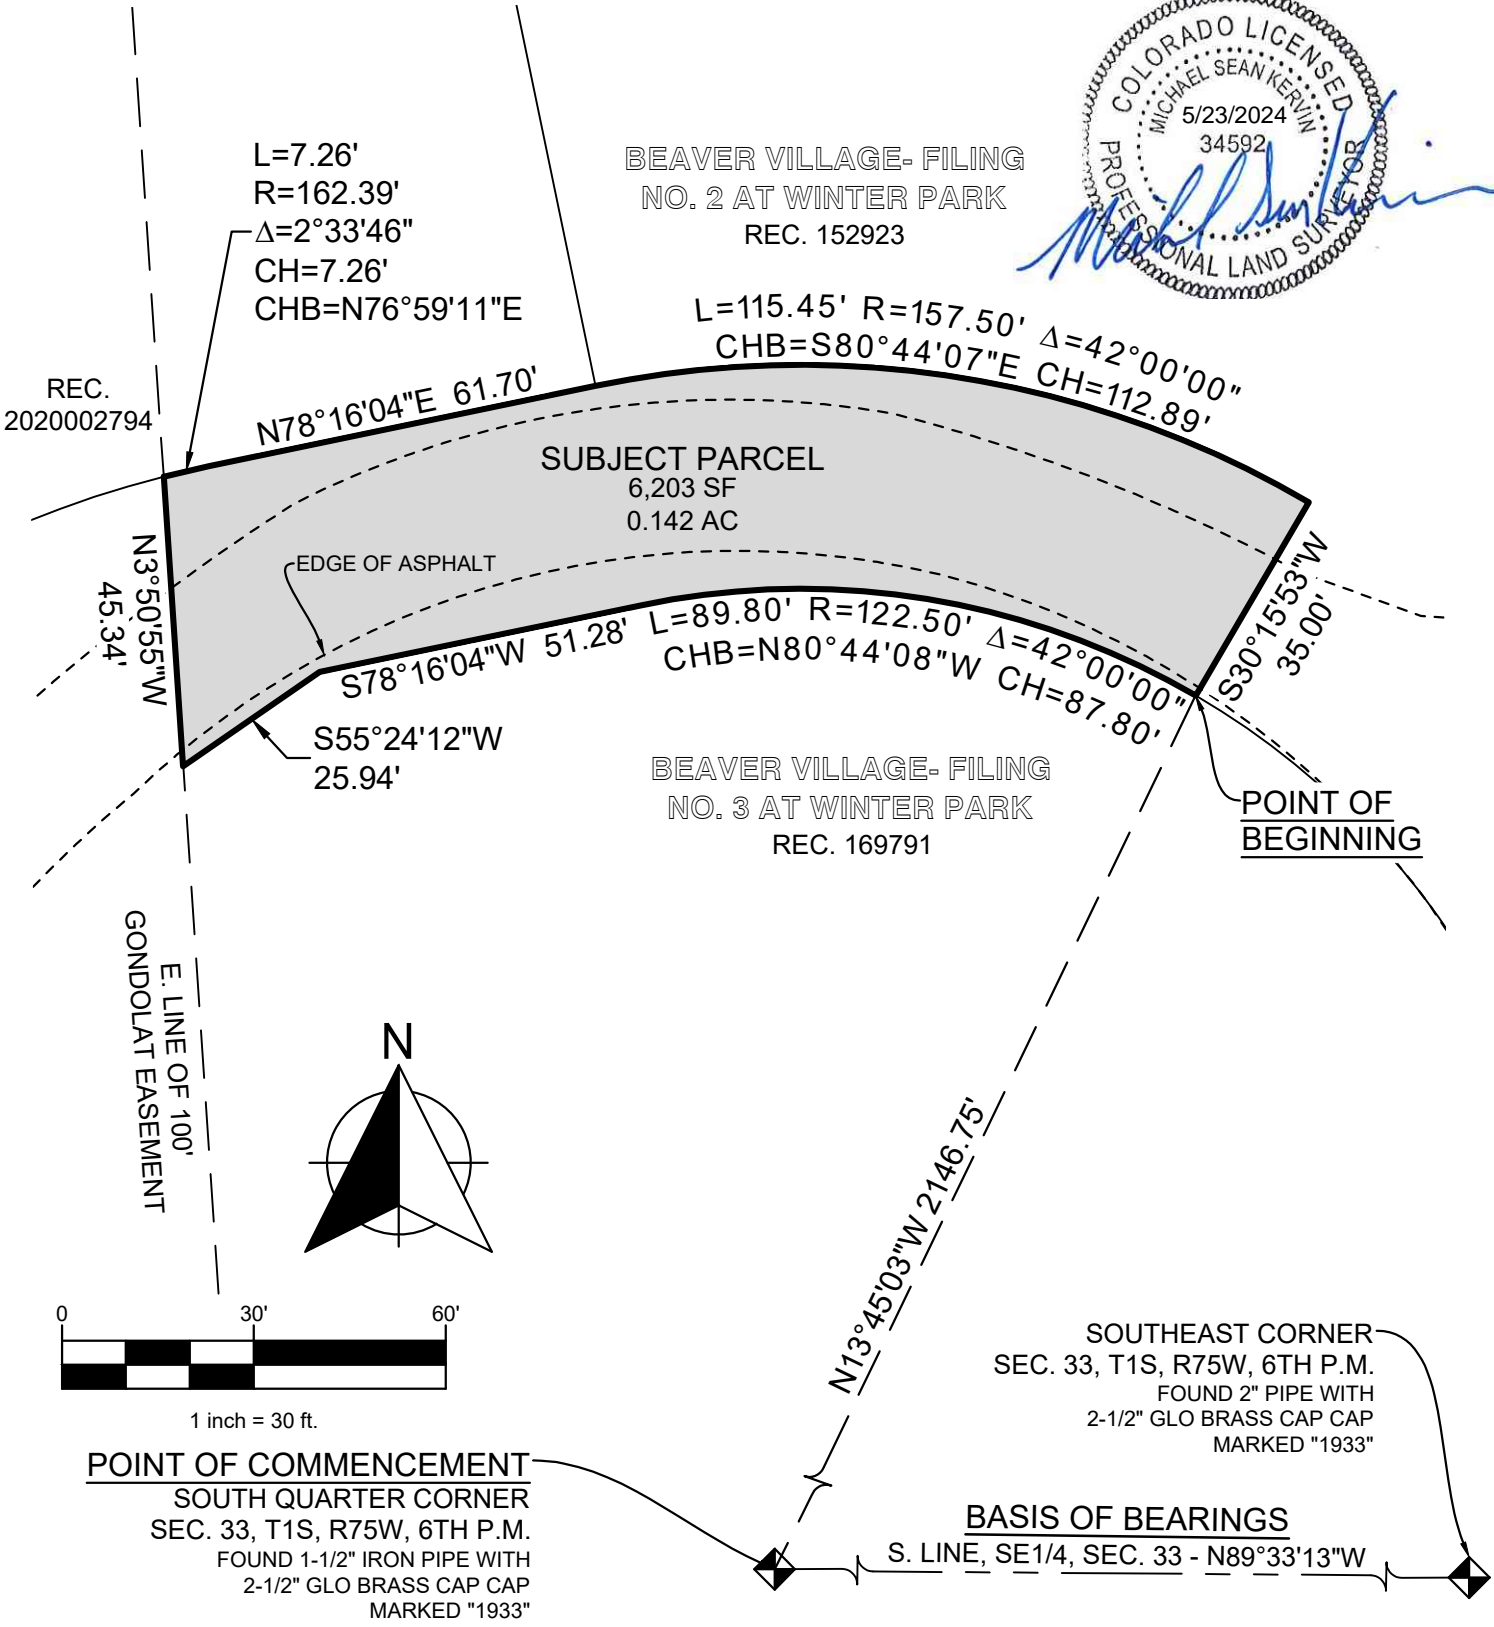 COLORADO LICENSED
MICHAEL SEAN KERVIN
5/23/2024
34592
PROFESSIONAL LAND SURVEYOR
L=7.26'
R=162.39'
Δ=2°33'46"
CH=7.26'
CHB=N76°59'11"E
BEAVER VILLAGE- FILING
NO. 2 AT WINTER PARK
REC. 152923
L=115.45' R=157.50' Δ=42°00'00"
CHB=S80°44'07"E CH=112.89'
REC.
2020002794
N78°16'04"E 61.70'
SUBJECT PARCEL
6,203 SF
0.142 AC
EDGE OF ASPHALT
N3°50'55"W
45.34'
S30°15'53"W
35.00'
S78°16'04"W 51.28'
L=89.80' R=122.50' Δ=42°00'00"
CHB=N80°44'08"W CH=87.80'
S55°24'12"W
25.94'
BEAVER VILLAGE- FILING
NO. 3 AT WINTER PARK
REC. 169791
POINT OF
BEGINNING
E. LINE OF 100'
GONDOLAT EASEMENT
N
N13°45'03"W 2146.75'
0 30' 60'
1 inch = 30 ft.
SOUTHEAST CORNER
SEC. 33, T1S, R75W, 6TH P.M.
FOUND 2" PIPE WITH
2-1/2" GLO BRASS CAP CAP
MARKED "1933"
POINT OF COMMENCEMENT
SOUTH QUARTER CORNER
SEC. 33, T1S, R75W, 6TH P.M.
FOUND 1-1/2" IRON PIPE WITH
2-1/2" GLO BRASS CAP CAP
MARKED "1933"
BASIS OF BEARINGS
S. LINE, SE1/4, SEC. 33 - N89°33'13"W